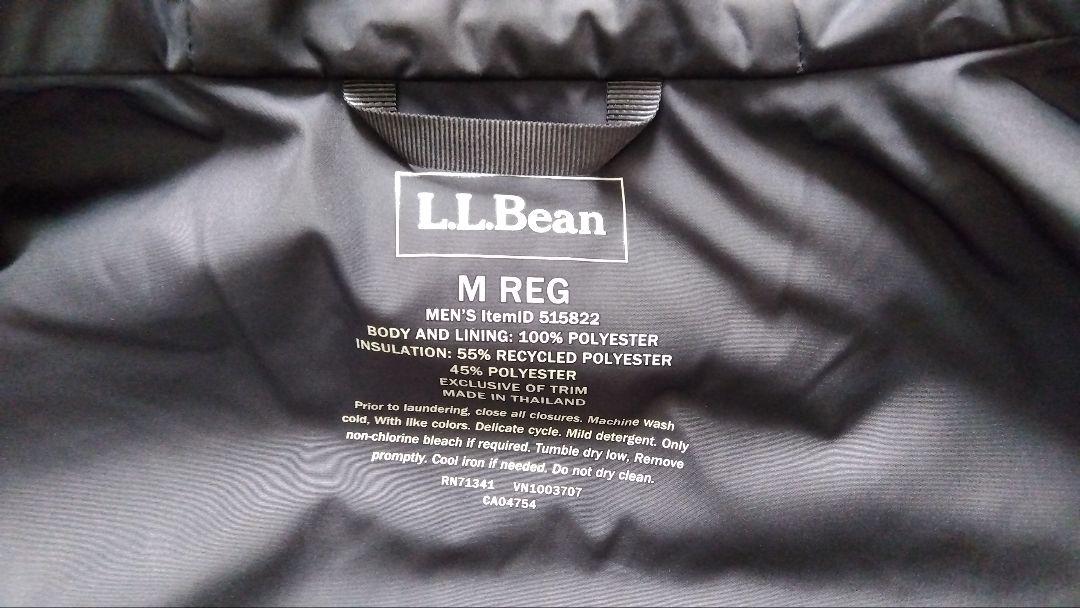 L.L.Bean
M REG
MEN'S ItemID 515822
BODY AND LINING: 100% POLYESTER
INSULATION: 55% RECYCLED POLYESTER
45% POLYESTER
EXCLUSIVE OF TRIM
MADE IN THAILAND
Prior to laundering, close all closures. Machine wash
cold, With like colors. Delicate cycle. Mild detergent. Only
non-chlorine bleach if required. Tumble dry low, Remove
promptly. Cool iron if needed. Do not dry clean.
RN71341 VN1003707
CA04754